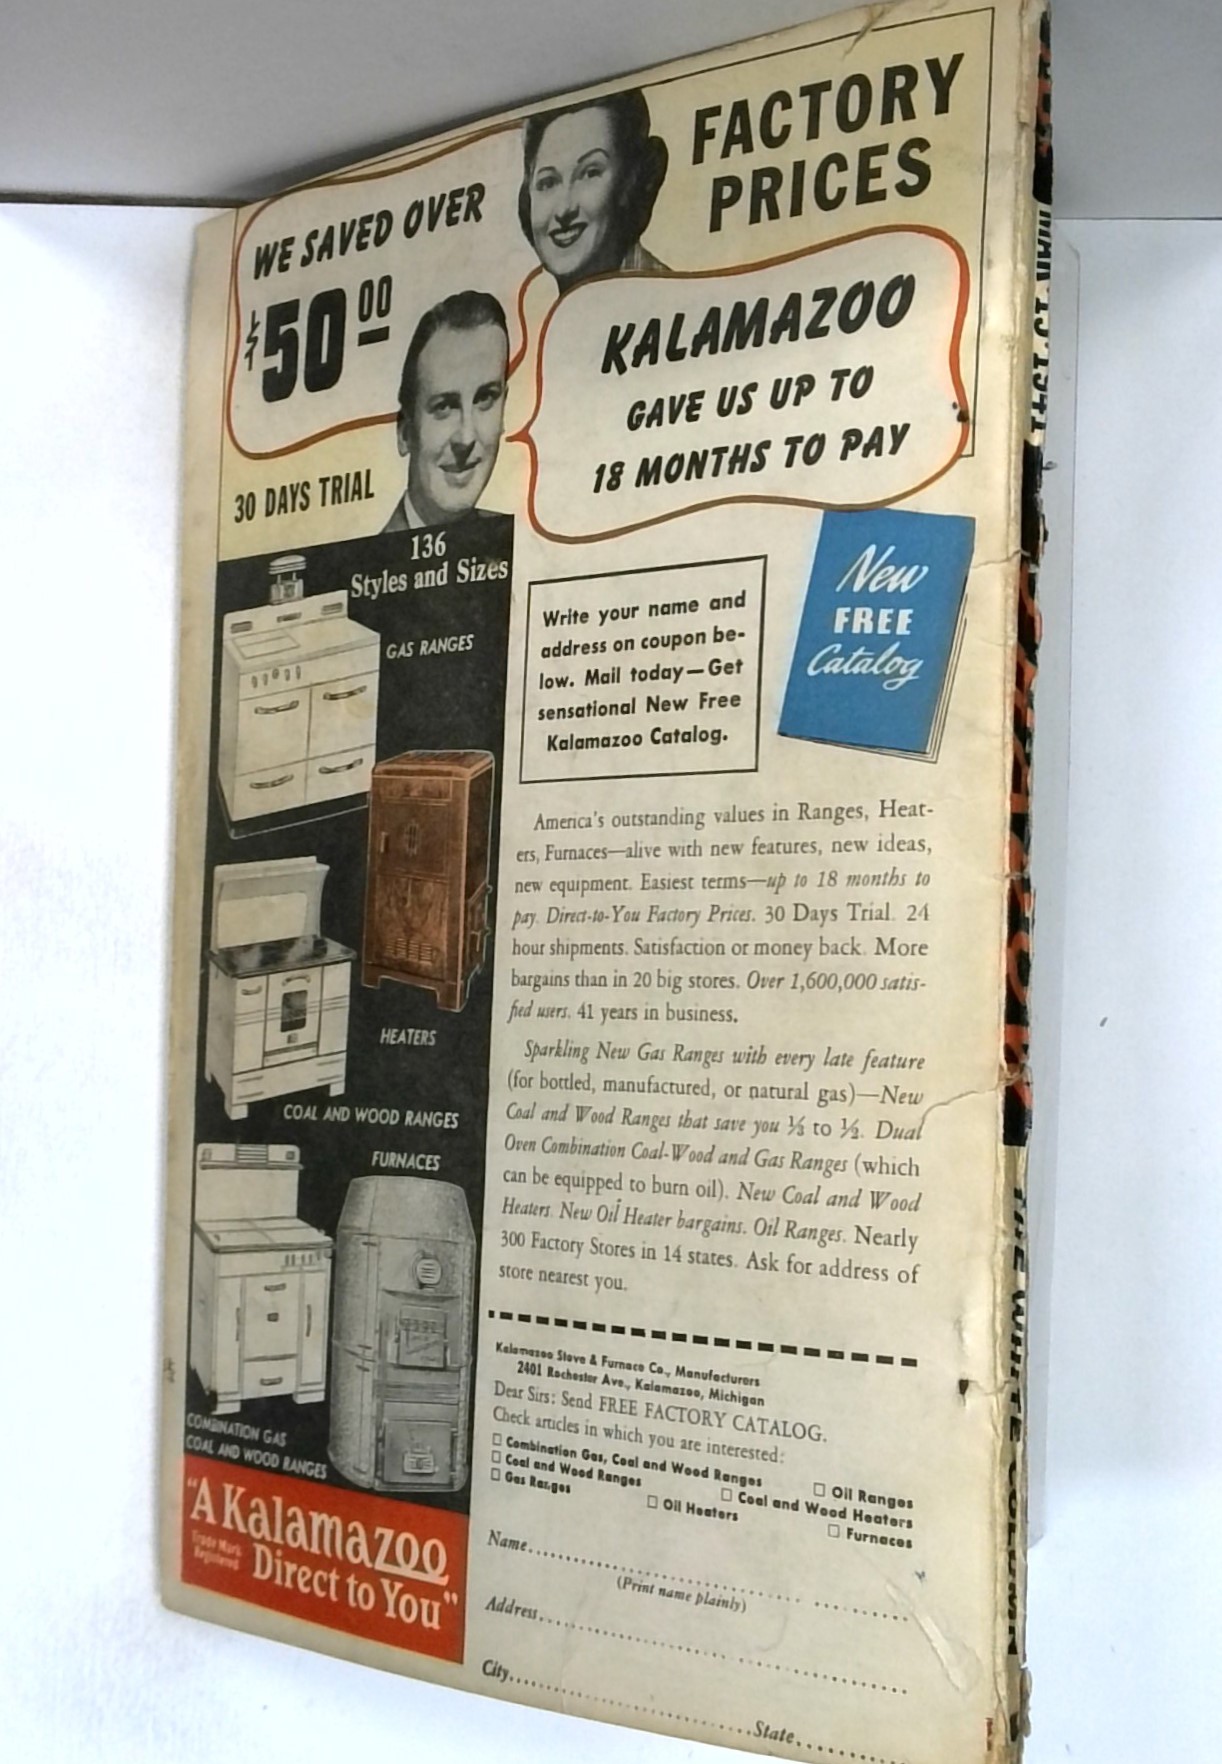 FACTORY
PRICES
WE SAVED OVER
$50.00
KALAMAZOO
GAVE US UP TO
18 MONTHS TO PAY
30 DAYS TRIAL
136
Styles and Sizes
GAS RANGES
HEATERS
COAL AND WOOD RANGES
FURNACES
COMBINATION GAS
COAL AND WOOD RANGES
"A Kalamazoo
Trade Mark
Registered
Direct to You"
New
FREE
Catalog
Write your name and
address on coupon be-
low. Mail today—Get
sensational New Free
Kalamazoo Catalog.
America's outstanding values in Ranges, Heat-
ers, Furnaces—alive with new features, new ideas,
new equipment. Easiest terms—up to 18 months to
pay. Direct-to-You Factory Prices. 30 Days Trial. 24
hour shipments. Satisfaction or money back. More
bargains than in 20 big stores. Over 1,600,000 satis-
fied users. 41 years in business.
Sparkling New Gas Ranges with every late feature
(for bottled, manufactured, or natural gas)—New
Coal and Wood Ranges that save you ⅓ to ½. Dual
Oven Combination Coal-Wood and Gas Ranges (which
can be equipped to burn oil). New Coal and Wood
Heaters. New Oil Heater bargains. Oil Ranges. Nearly
300 Factory Stores in 14 states. Ask for address of
store nearest you.
Kalamazoo Stove & Furnace Co., Manufacturers
2401 Rochester Ave., Kalamazoo, Michigan
Dear Sirs: Send FREE FACTORY CATALOG.
Check articles in which you are interested:
□ Combination Gas, Coal and Wood Ranges □ Oil Ranges
□ Coal and Wood Ranges □ Coal and Wood Heaters
□ Gas Ranges □ Oil Heaters □ Furnaces
Name
(Print name plainly)
Address
City State
MAR·15·1941
THE WHITE COLUMN